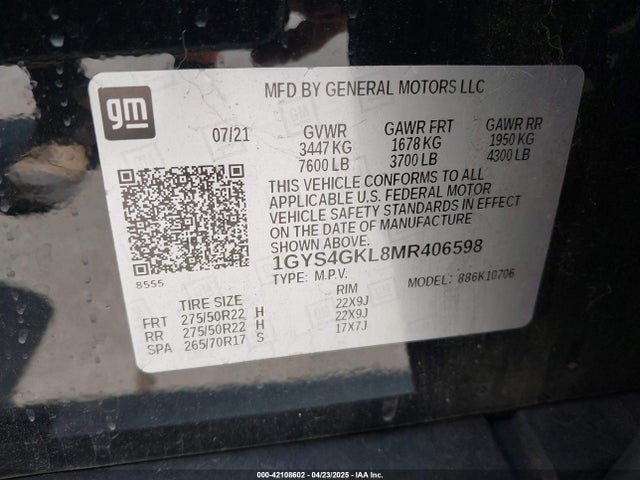 gm
MFD BY GENERAL MOTORS LLC
07/21
GVWR
3447 KG
7600 LB
GAWR FRT
1678 KG
3700 LB
GAWR RR
1950 KG
4300 LB
THIS VEHICLE CONFORMS TO ALL
APPLICABLE U.S. FEDERAL MOTOR
VEHICLE SAFETY STANDARDS IN EFFECT
ON THE DATE OF MANUFACTURE
SHOWN ABOVE.
1GYS4GKL8MR406598
TYPE: M.P.V.
MODEL: 886K10706
8555
TIRE SIZE RIM
FRT 275/50R22 H 22X9J
RR 275/50R22 H 22X9J
SPA 265/70R17 S 17X7J
000-42108602 - 04/23/2025 - IAA Inc.